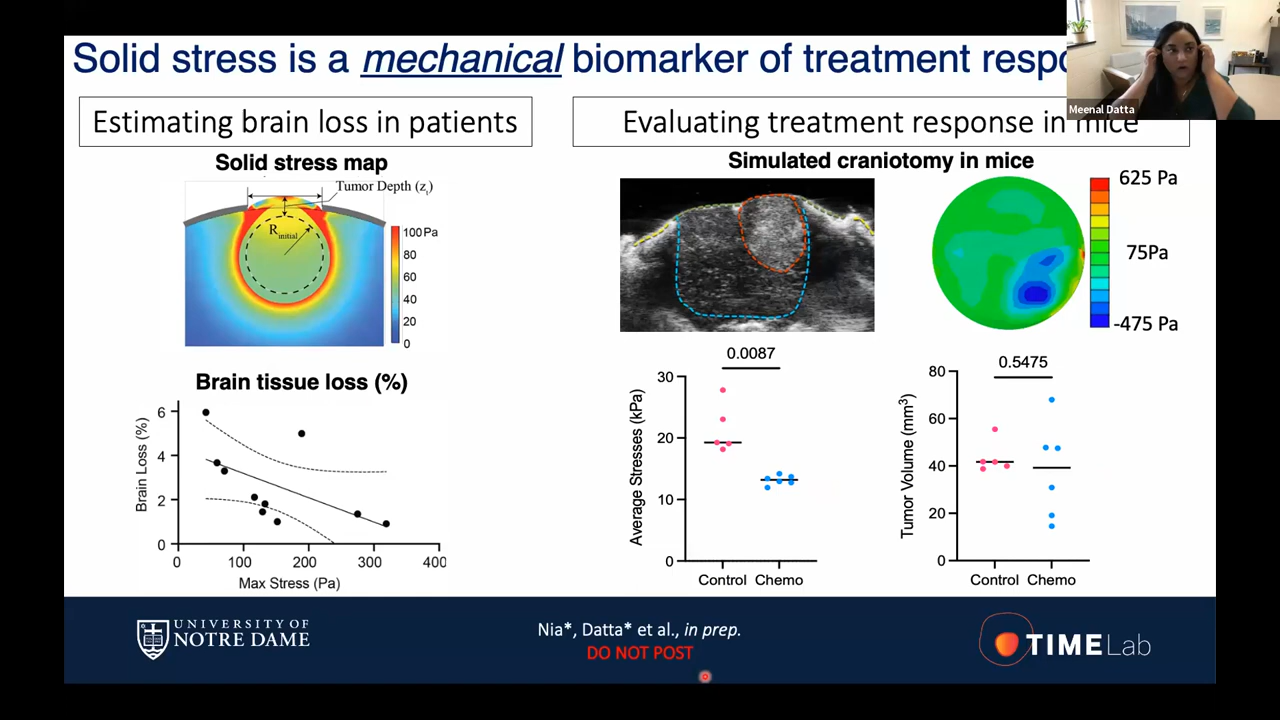 Solid stress is a mechanical biomarker of treatment respo
Meenal Datta
Estimating brain loss in patients
Evaluating treatment response in mice
Solid stress map
Tumor Depth (zᵢ)
R initial
100 Pa
80
60
40
20
0
Brain tissue loss (%)
Brain Loss (%)
6
4
2
0
0 100 200 300 400
Max Stress (Pa)
Simulated craniotomy in mice
625 Pa
75Pa
-475 Pa
0.0087
Average Stresses (kPa)
30
20
10
0
Control Chemo
0.5475
Tumor Volume (mm³)
80
60
40
20
0
Control Chemo
UNIVERSITY OF
NOTRE DAME
Nia*, Datta* et al., in prep.
DO NOT POST
TIME Lab